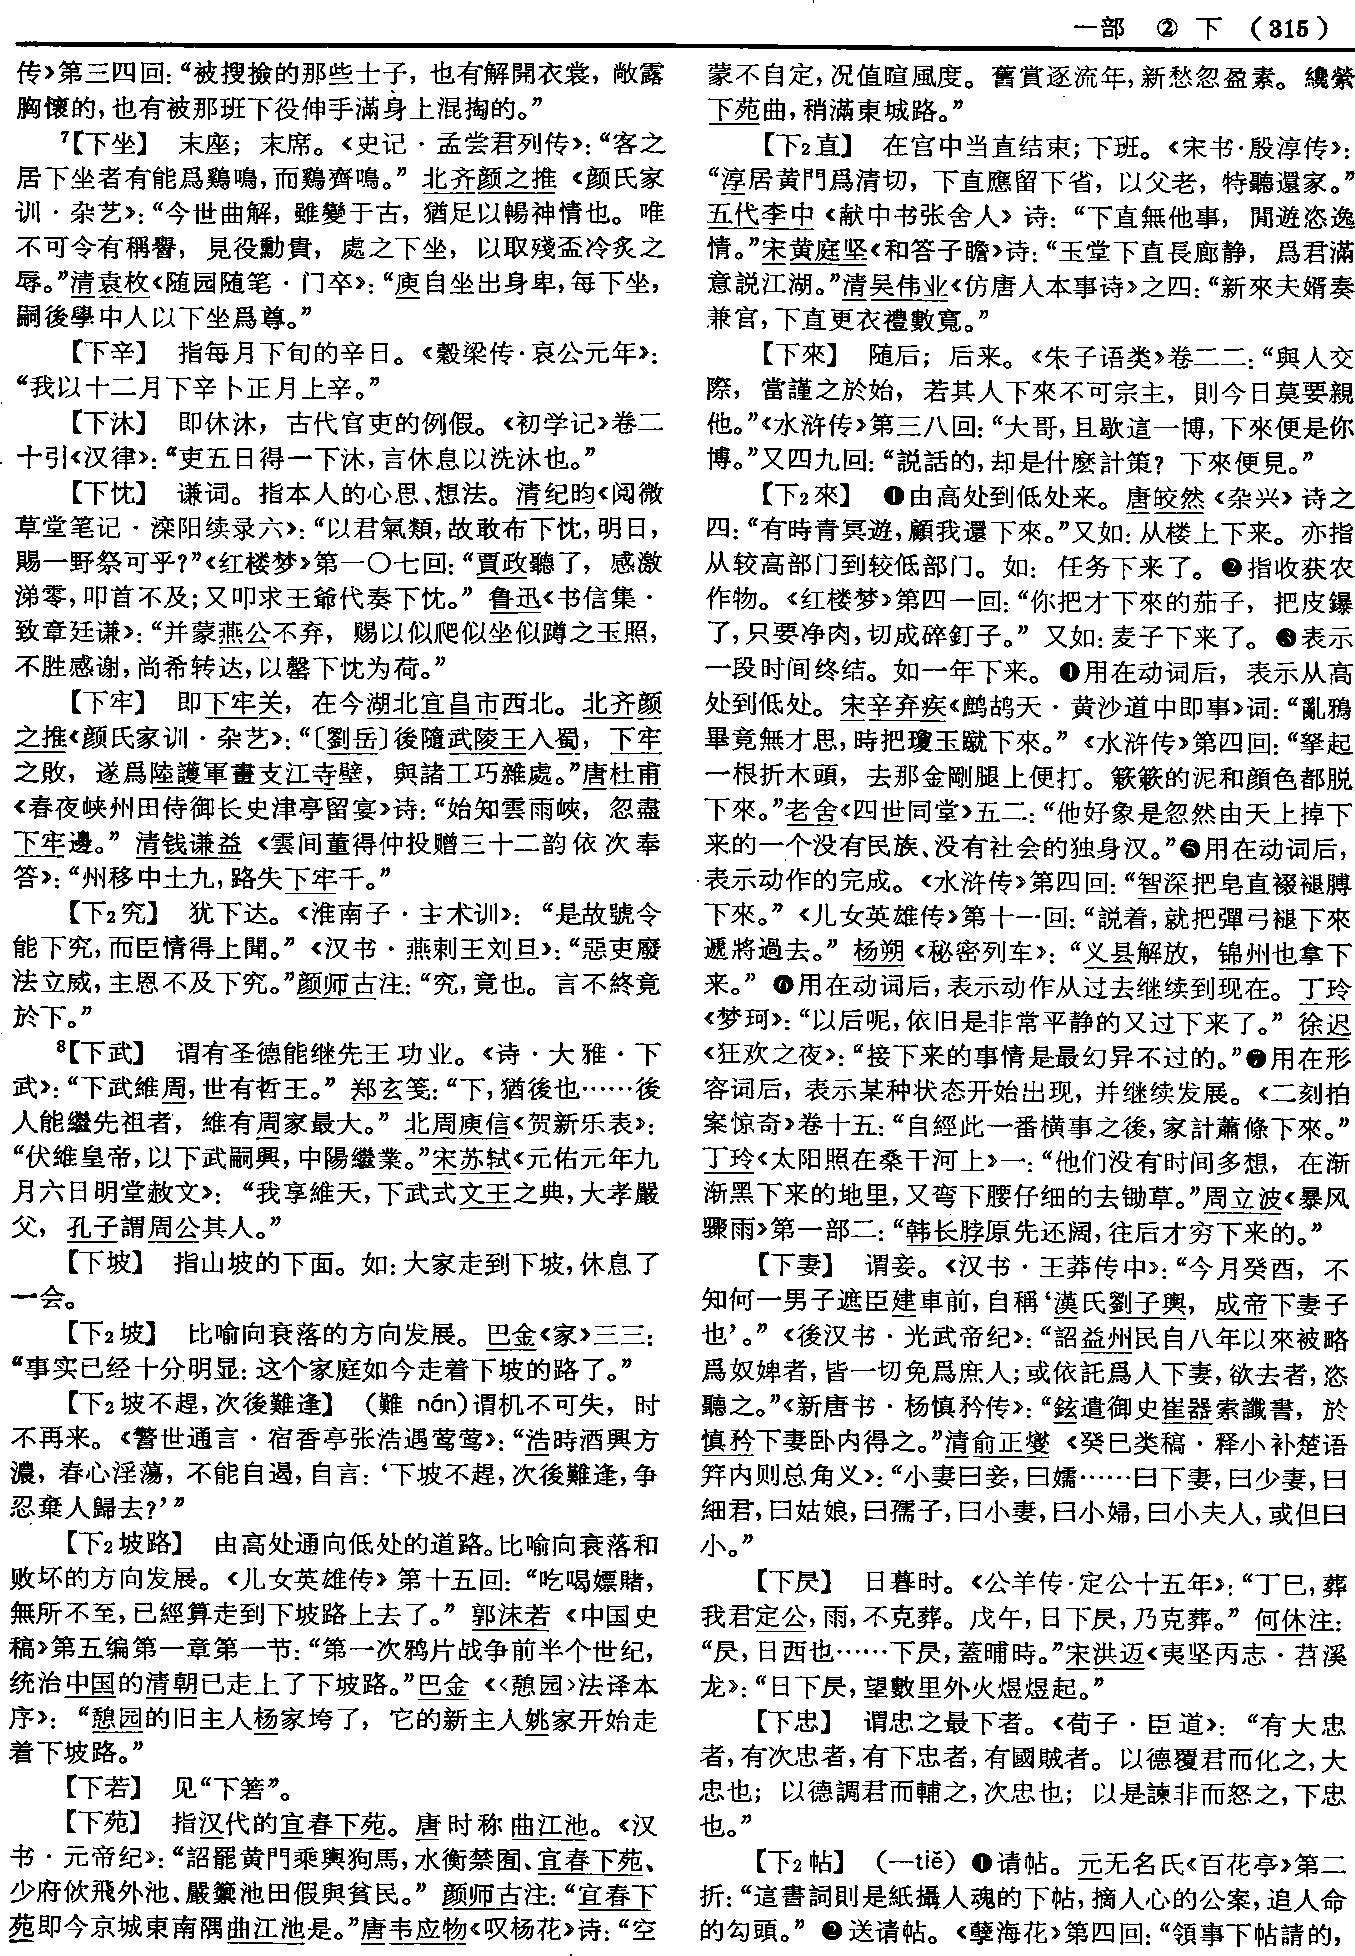 一部 ② 下 (315)
传》第三四回：“被搜撿的那些士子，也有解開衣裳，敞露
胸懷的，也有被那班下役伸手滿身上混掏的。”
⁷【下坐】 末座；末席。《史记·孟尝君列传》：“客之
居下坐者有能爲鷄鳴，而鷄齊鳴。”北齐颜之推《颜氏家
训·杂艺》：“今世曲解，雖變于古，猶足以暢神情也。唯
不可令有稱譽，見役勳貴，處之下坐，以取殘盃冷炙之
辱。”清袁枚《随园随笔·门卒》：“庾自坐出身卑，每下坐，
嗣後學中人以下坐爲尊。”
【下辛】 指每月下旬的辛日。《穀梁传·哀公元年》：
“我以十二月下辛卜正月上辛。”
【下沐】 即休沐，古代官吏的例假。《初学记》卷二
十引《汉律》：“吏五日得一下沐，言休息以洗沐也。”
【下忱】 谦词。指本人的心思、想法。清纪昀《阅微
草堂笔记·滦阳续录六》：“以君氣類，故敢布下忱，明日，
賜一野祭可乎？”《红楼梦》第一〇七回：“賈政聽了，感激
涕零，叩首不及；又叩求王爺代奏下忱。”鲁迅《书信集·
致章廷谦》：“并蒙燕公不弃，赐以似爬似坐似蹲之玉照，
不胜感谢，尚希转达，以罄下忱为荷。”
【下牢】 即下牢关，在今湖北宜昌市西北。北齐颜
之推《颜氏家训·杂艺》：“〔劉岳〕後隨武陵王入蜀，下牢
之敗，遂爲陸護軍畫支江寺壁，與諸工巧雜處。”唐杜甫
《春夜峡州田侍御长史津亭留宴》诗：“始知雲雨峽，忽盡
下牢邊。”清钱谦益《雲间董得仲投赠三十二韵依次奉
答》：“州移中土九，路失下牢千。”
【下₂究】 犹下达。《淮南子·主术训》：“是故號令
能下究，而臣情得上聞。”《汉书·燕剌王刘旦》：“惡吏廢
法立威，主恩不及下究。”颜师古注：“究，竟也。言不終竟
於下。”
⁸【下武】 谓有圣德能继先王功业。《诗·大雅·下
武》：“下武維周，世有哲王。”郑玄笺：“下，猶後也……後
人能繼先祖者，維有周家最大。”北周庾信《贺新乐表》：
“伏維皇帝，以下武嗣興，中陽繼業。”宋苏轼《元佑元年九
月六日明堂赦文》：“我享維天，下武式文王之典，大孝嚴
父，孔子謂周公其人。”
【下坡】 指山坡的下面。如：大家走到下坡，休息了
一会。
【下₂坡】 比喻向衰落的方向发展。巴金《家》三三：
“事实已经十分明显：这个家庭如今走着下坡的路了。”
【下₂坡不趕，次後難逢】 (難 nán)谓机不可失，时
不再来。《警世通言·宿香亭张浩遇莺莺》：“浩時酒興方
濃，春心淫蕩，不能自遏，自言：‘下坡不趕，次後難逢，争
忍棄人歸去？’”
【下₂坡路】 由高处通向低处的道路。比喻向衰落和
败坏的方向发展。《儿女英雄传》第十五回：“吃喝嫖賭，
無所不至，已經算走到下坡路上去了。”郭沫若《中国史
稿》第五编第一章第一节：“第一次鸦片战争前半个世纪，
统治中国的清朝已走上了下坡路。”巴金《〈憩园〉法译本
序》：“憩园的旧主人杨家垮了，它的新主人姚家开始走
着下坡路。”
【下若】 见“下箬”。
【下苑】 指汉代的宜春下苑。唐时称曲江池。《汉
书·元帝纪》：“詔罷黄門乘輿狗馬，水衡禁囿、宜春下苑、
少府佽飛外池、嚴籞池田假與貧民。”颜师古注：“宜春下
苑即今京城東南隅曲江池是。”唐韦应物《叹杨花》诗：“空
蒙不自定，况值暄風度。舊賞逐流年，新愁忽盈素。纔縈
下苑曲，稍滿東城路。”
【下₂直】 在宫中当直结束；下班。《宋书·殷淳传》：
“淳居黄門爲清切，下直應留下省，以父老，特聽還家。”
五代李中《献中书张舍人》诗：“下直無他事，閒遊恣逸
情。”宋黄庭坚《和答子瞻》诗：“玉堂下直長廊静，爲君滿
意説江湖。”清吴伟业《仿唐人本事诗》之四：“新來夫婿奏
兼官，下直更衣禮數寬。”
【下來】 随后；后来。《朱子语类》卷二二：“與人交
際，當謹之於始，若其人下來不可宗主，則今日莫要親
他。”《水浒传》第三八回：“大哥，且歇這一博，下來便是你
博。”又四九回：“説話的，却是什麽計策？下來便見。”
【下₂來】 ❶由高处到低处来。唐皎然《杂兴》诗之
四：“有時青冥遊，顧我還下來。”又如：从楼上下来。亦指
从较高部门到较低部门。如：任务下来了。❷指收获农
作物。《红楼梦》第四一回：“你把才下來的茄子，把皮鑤
了，只要净肉，切成碎釘子。”又如：麦子下来了。❸表示
一段时间终结。如一年下来。❹用在动词后，表示从高
处到低处。宋辛弃疾《鹧鸪天·黄沙道中即事》词：“亂鴉
畢竟無才思，時把瓊玉蹴下來。”《水浒传》第四回：“拏起
一根折木頭，去那金剛腿上便打。簌簌的泥和顔色都脱
下來。”老舍《四世同堂》五二：“他好象是忽然由天上掉下
来的一个没有民族、没有社会的独身汉。”❺用在动词后，
表示动作的完成。《水浒传》第四回：“智深把皂直裰褪膊
下來。”《儿女英雄传》第十一回：“説着，就把彈弓褪下來
遞將過去。”杨朔《秘密列车》：“义县解放，锦州也拿下
来。”❻用在动词后，表示动作从过去继续到现在。丁玲
《梦珂》：“以后呢，依旧是非常平静的又过下来了。”徐迟
《狂欢之夜》：“接下来的事情是最幻异不过的。”❼用在形
容词后，表示某种状态开始出现，并继续发展。《二刻拍
案惊奇》卷十五：“自經此一番横事之後，家計蕭條下來。”
丁玲《太阳照在桑干河上》一：“他们没有时间多想，在渐
渐黑下来的地里，又弯下腰仔细的去锄草。”周立波《暴风
骤雨》第一部二：“韩长脖原先还阔，往后才穷下来的。”
【下妻】 谓妾。《汉书·王莽传中》：“今月癸酉，不
知何一男子遮臣建車前，自稱‘漢氏劉子輿，成帝下妻子
也’。”《後汉书·光武帝纪》：“詔益州民自八年以來被略
爲奴婢者，皆一切免爲庶人；或依託爲人下妻，欲去者，恣
聽之。”《新唐书·杨慎矜传》：“鉉遣御史崔器索讖書，於
慎矜下妻卧内得之。”清俞正燮《癸巳类稿·释小补楚语
笄内则总角义》：“小妻曰妾，曰嬬……曰下妻，曰少妻，曰
細君，曰姑娘，曰孺子，曰小妻，曰小婦，曰小夫人，或但曰
小。”
【下昃】 日暮时。《公羊传·定公十五年》：“丁巳，葬
我君定公，雨，不克葬。戊午，日下昃，乃克葬。”何休注：
“昃，日西也……下昃，蓋晡時。”宋洪迈《夷坚丙志·苕溪
龙》：“日下昃，望數里外火煜煜起。”
【下忠】 谓忠之最下者。《荀子·臣道》：“有大忠
者，有次忠者，有下忠者，有國賊者。以德覆君而化之，大
忠也；以德調君而輔之，次忠也；以是諫非而怒之，下忠
也。”
【下₂帖】 (—tiě) ❶请帖。元无名氏《百花亭》第二
折：“這書詞則是紙攝人魂的下帖，摘人心的公案，追人命
的勾頭。”❷送请帖。《孽海花》第四回：“領事下帖請的，